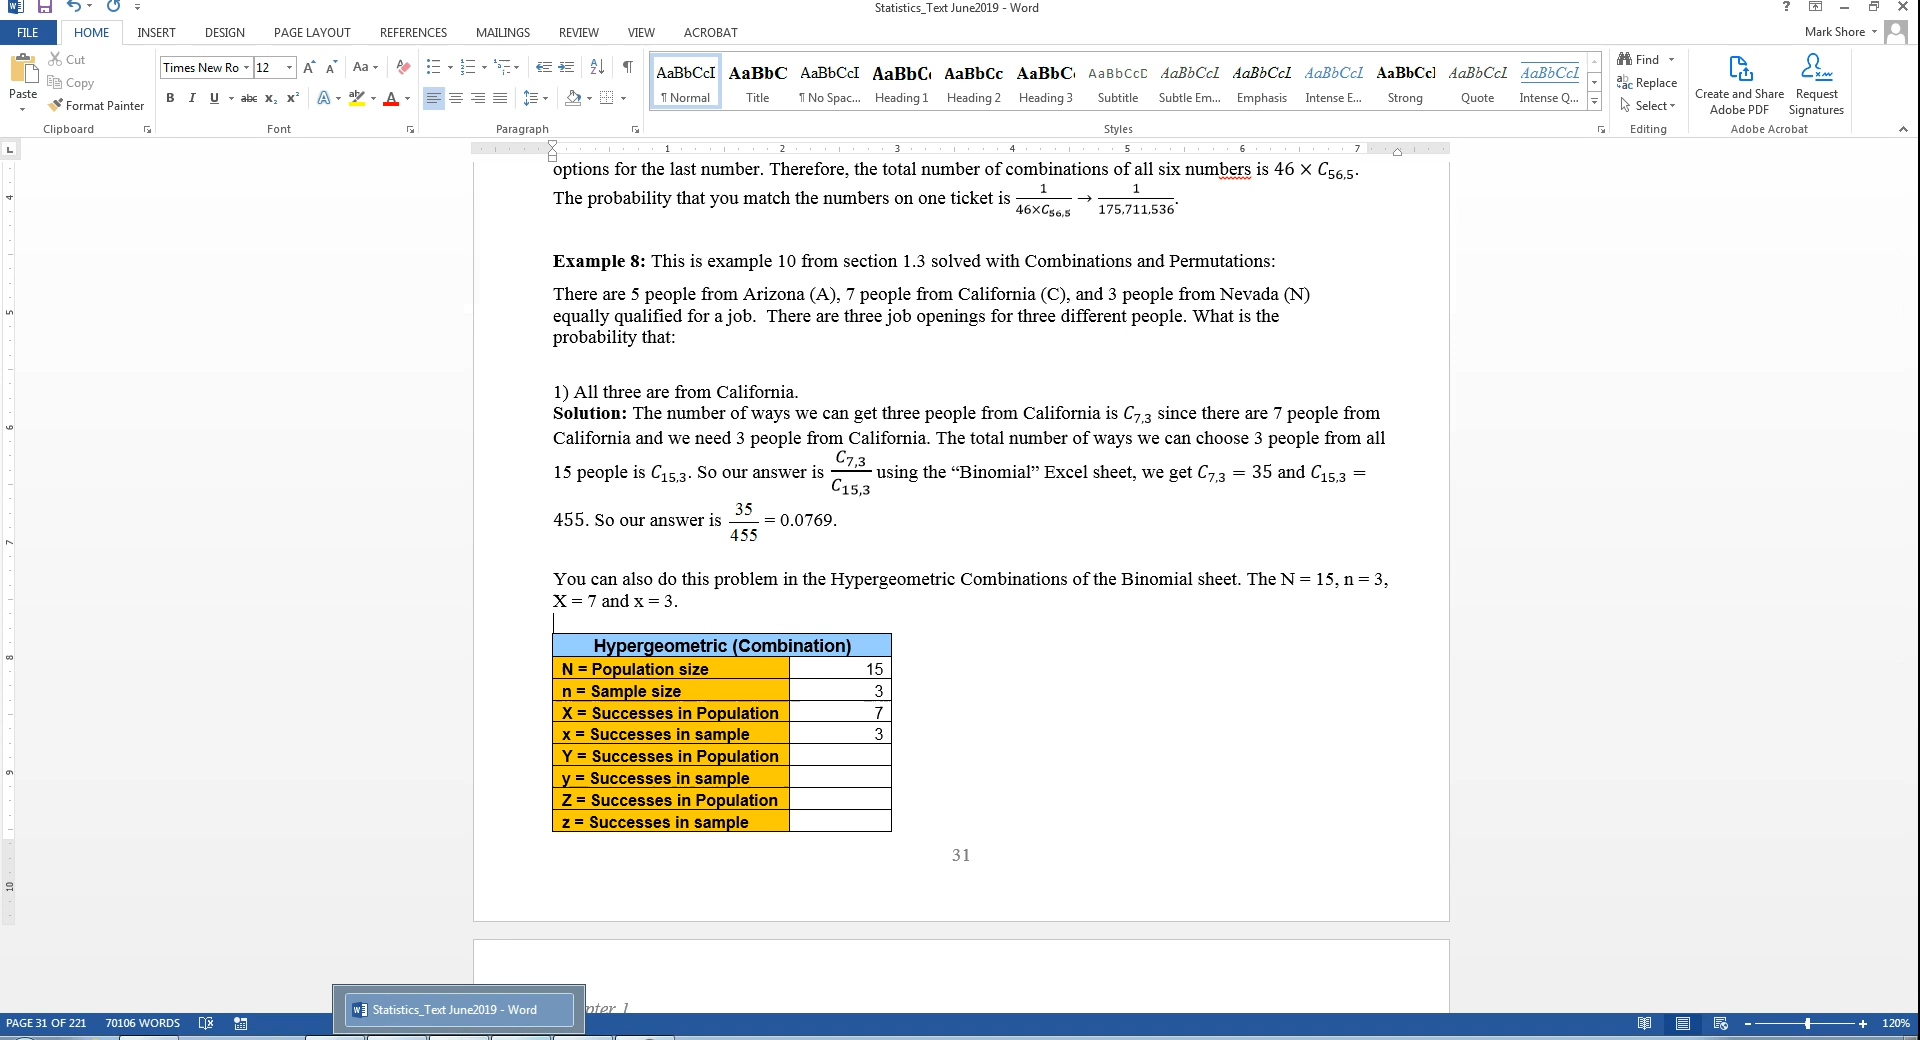 Statistics_Text June2019 - Word
FILE HOME INSERT DESIGN PAGE LAYOUT REFERENCES MAILINGS REVIEW VIEW ACROBAT
Mark Shore
Paste
Cut
Copy
Format Painter
Clipboard
Times New Ro 12
Font
Paragraph
AaBbCcI AaBbC AaBbCcI AaBbC AaBbCc AaBbC AaBbCcD AaBbCcI AaBbCcI AaBbCcI AaBbCcI AaBbCcI AaBbCcI
¶ Normal Title ¶ No Spac... Heading 1 Heading 2 Heading 3 Subtitle Subtle Em... Emphasis Intense E... Strong Quote Intense Q...
Styles
Find
Replace
Select
Editing
Create and Share Adobe PDF
Request Signatures
Adobe Acrobat
1 2 3 4 5 6 7
options for the last number. Therefore, the total number of combinations of all six numbers is 46 × C₅₆,₅.
The probability that you match the numbers on one ticket is 1/(46×C₅₆,₅) → 1/175,711,536.
Example 8: This is example 10 from section 1.3 solved with Combinations and Permutations:
There are 5 people from Arizona (A), 7 people from California (C), and 3 people from Nevada (N)
equally qualified for a job. There are three job openings for three different people. What is the
probability that:
1) All three are from California.
Solution: The number of ways we can get three people from California is C₇,₃ since there are 7 people from
California and we need 3 people from California. The total number of ways we can choose 3 people from all
15 people is C₁₅,₃. So our answer is C₇,₃/C₁₅,₃ using the “Binomial” Excel sheet, we get C₇,₃ = 35 and C₁₅,₃ =
455. So our answer is 35/455 = 0.0769.
You can also do this problem in the Hypergeometric Combinations of the Binomial sheet. The N = 15, n = 3,
X = 7 and x = 3.
Hypergeometric (Combination)
N = Population size 15
n = Sample size 3
X = Successes in Population 7
x = Successes in sample 3
Y = Successes in Population
y = Successes in sample
Z = Successes in Population
z = Successes in sample
31
Statistics_Text June2019 - Word
pter 1
PAGE 31 OF 221 70106 WORDS
120%